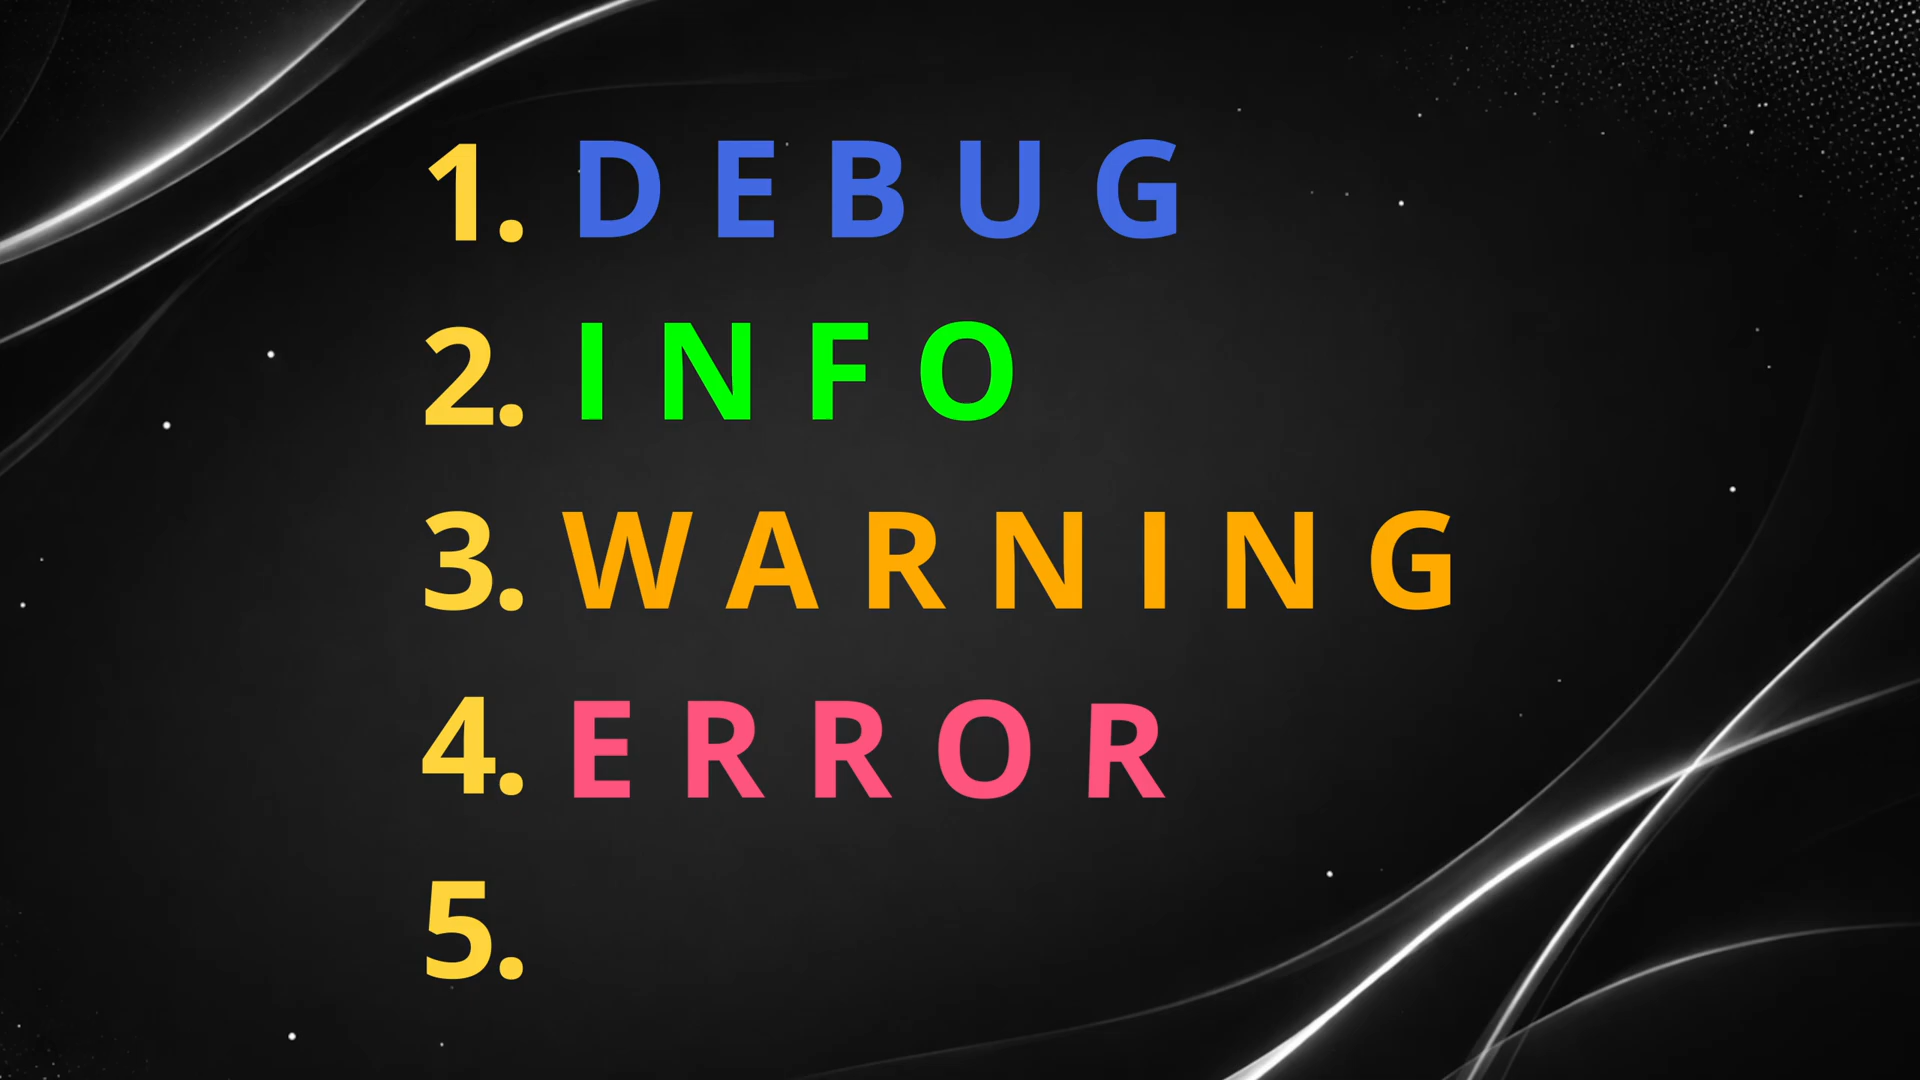 1. DEBUG
2. INFO
3. WARNING
4. ERROR
5.